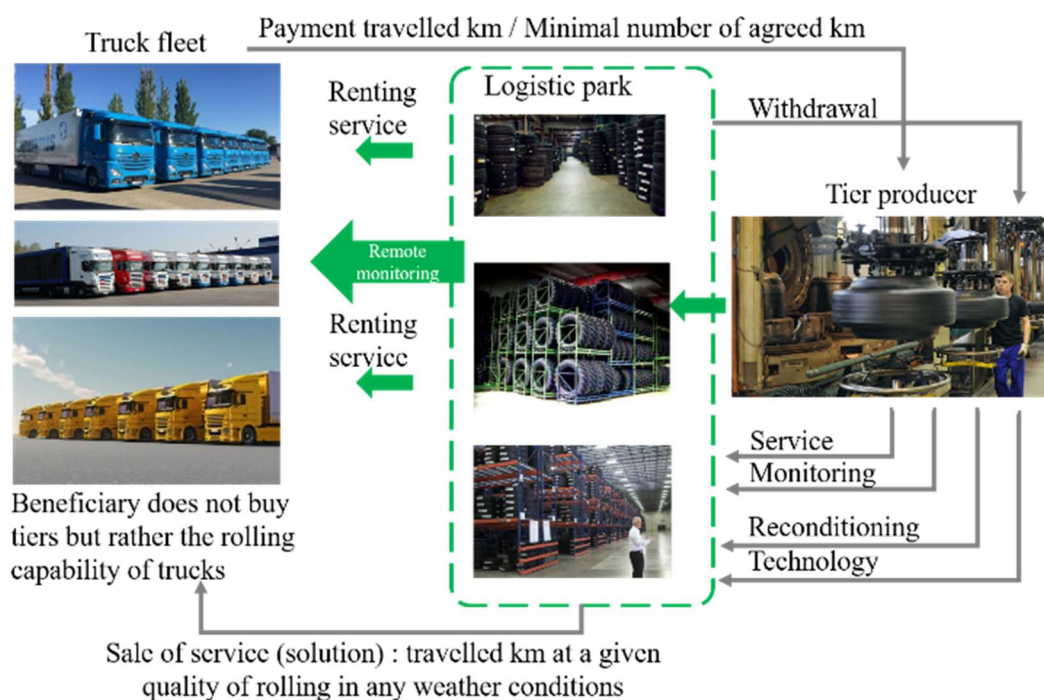 Truck fleet
Payment travelled km / Minimal number of agreed km
Renting
service
Logistic park
Withdrawal
Tier producer
Remote
monitoring
Renting
service
Service
Monitoring
Reconditioning
Technology
Beneficiary does not buy
tiers but rather the rolling
capability of trucks
Sale of service (solution) : travelled km at a given
quality of rolling in any weather conditions